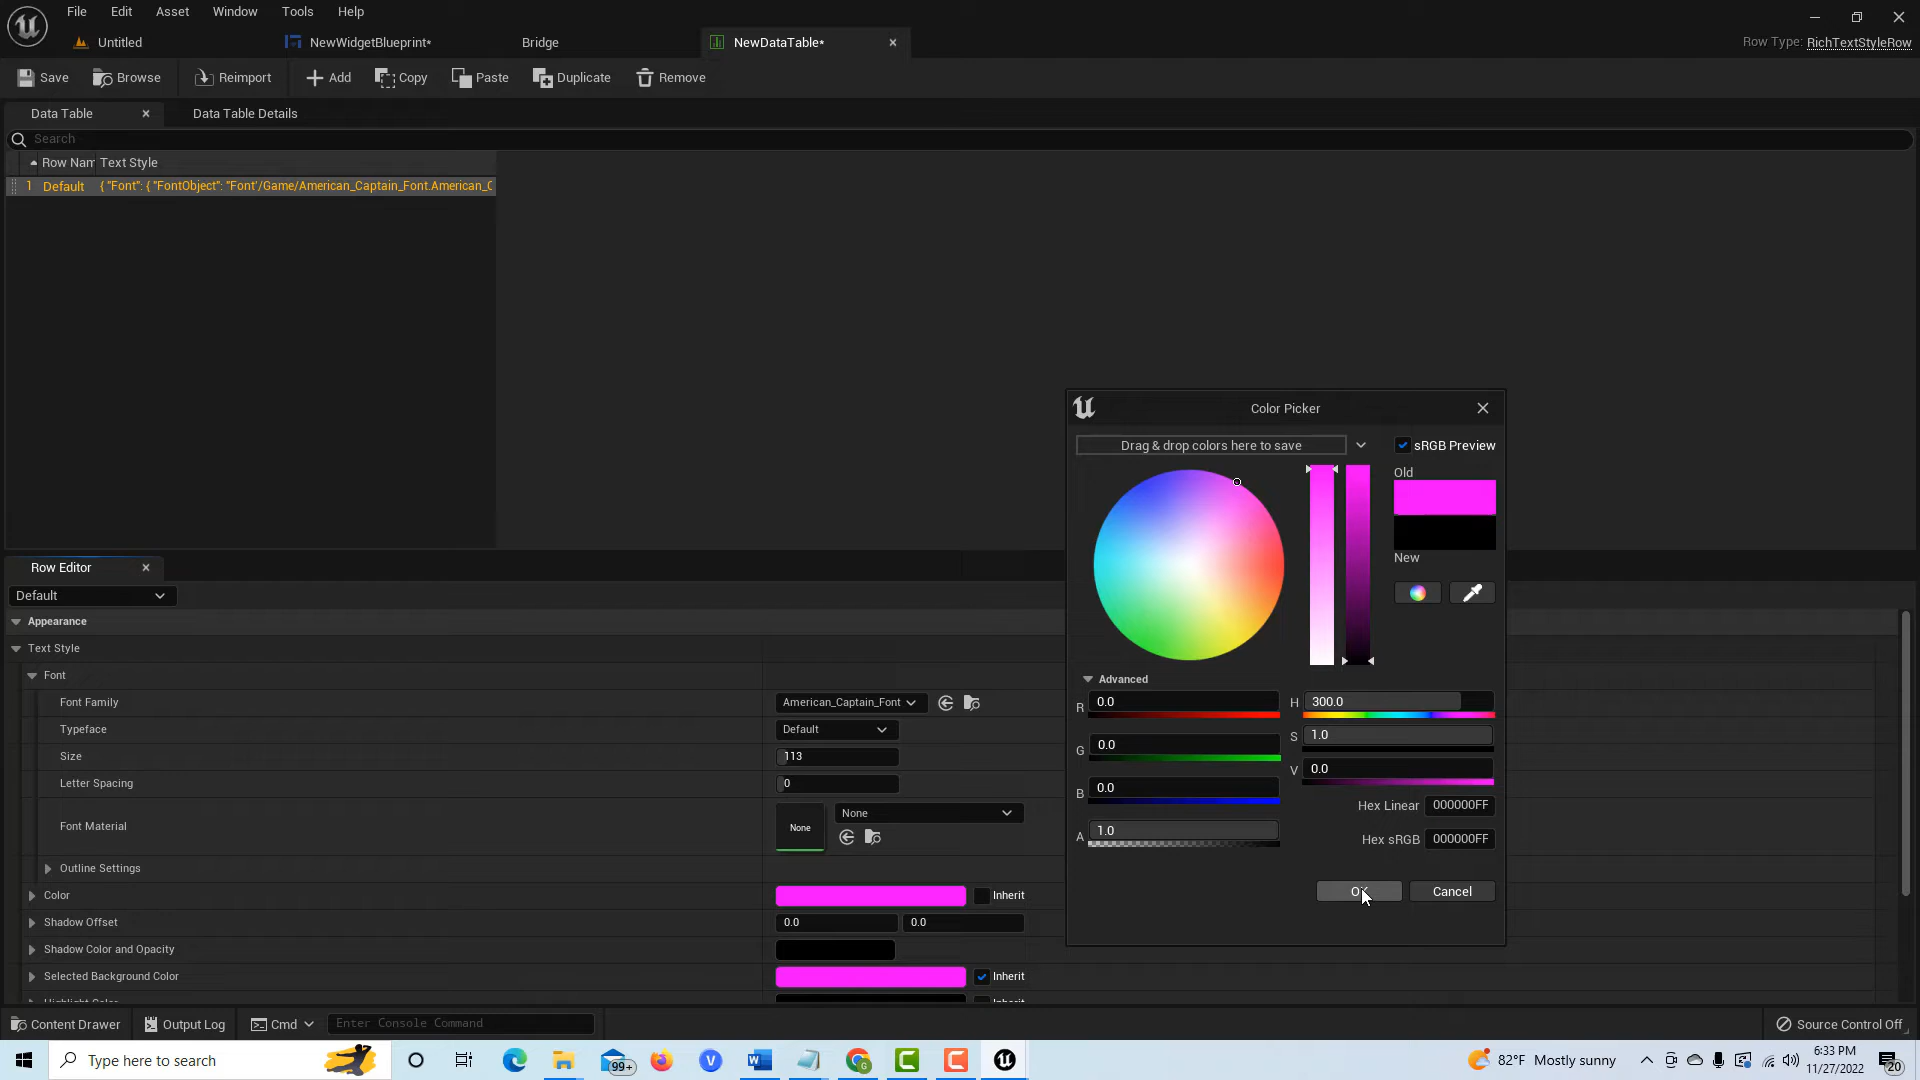 File Edit Asset Window Tools Help
Untitled NewWidgetBlueprint* Bridge NewDataTable* Row Type: RichTextStyleRow
Save Browse Reimport Add Copy Paste Duplicate Remove
Data Table Data Table Details
Search
Row Nam Text Style
1 Default { "Font": { "FontObject": "Font'/Game/American_Captain_Font.American_C
Color Picker
Drag & drop colors here to save sRGB Preview
Old
New
Advanced
R 0.0 H 300.0
G 0.0 S 1.0
B 0.0 V 0.0
Hex Linear 000000FF
A 1.0 Hex sRGB 000000FF
OK Cancel
Row Editor
Default
Appearance
Text Style
Font
Font Family American_Captain_Font
Typeface Default
Size 113
Letter Spacing 0
Font Material None None
Outline Settings
Color Inherit
Shadow Offset 0.0 0.0
Shadow Color and Opacity
Selected Background Color Inherit
Highlight Color Inherit
Content Drawer Output Log Cmd Enter Console Command Source Control Off
Type here to search 99+ 82°F Mostly sunny 6:33 PM
11/27/2022 20